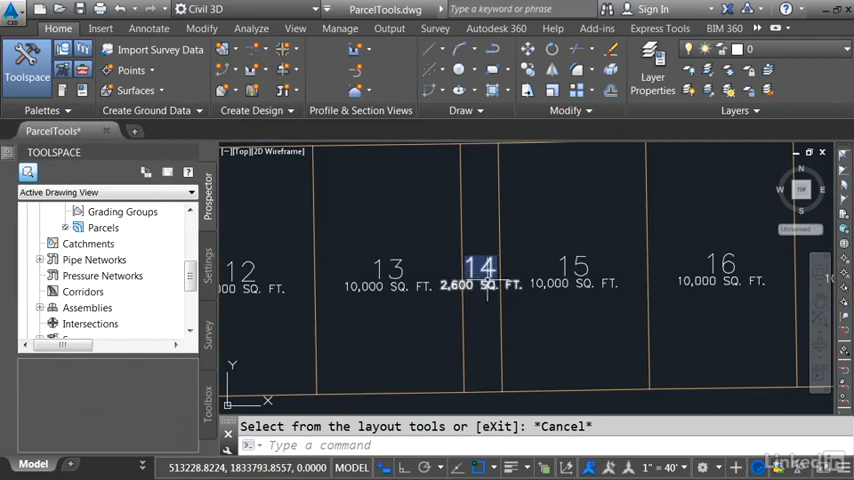 Civil 3D
ParcelTools.dwg
Type a keyword or phrase
Sign In
C3D
Home
Insert
Annotate
Modify
Analyze
View
Manage
Output
Survey
Autodesk 360
Help
Add-ins
Express Tools
BIM 360
Toolspace
Import Survey Data
Points
Surfaces
Layer
Properties
0
Palettes
Create Ground Data
Create Design
Profile & Section Views
Draw
Modify
Layers
ParcelTools*
TOOLSPACE
Active Drawing View
Grading Groups
Parcels
Catchments
Pipe Networks
Pressure Networks
Corridors
Assemblies
Intersections
Prospector
Settings
Survey
Toolbox
[−][Top][2D Wireframe]
N
W
TOP
E
S
Unnamed
12
000 SQ. FT.
13
10,000 SQ. FT.
14
2,600 SQ. FT.
15
10,000 SQ. FT.
16
10,000 SQ. FT.
Y
X
Select from the layout tools or [eXit]: *Cancel*
Type a command
Model
513228.8224, 1833793.8557, 0.0000
MODEL
1" = 40'
LinkedIn